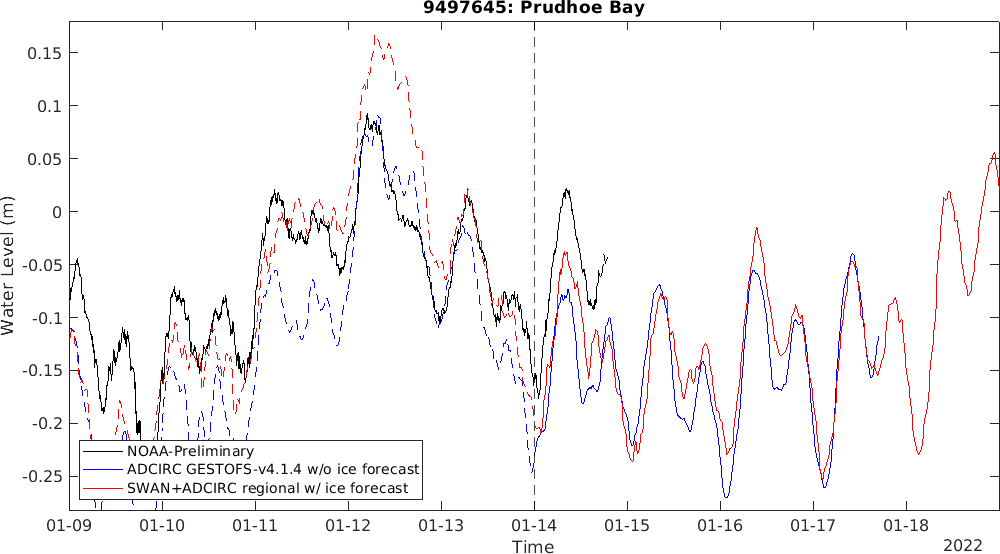 9497645: Prudhoe Bay
Water Level (m)
0.15
0.1
0.05
0
-0.05
-0.1
-0.15
-0.2
-0.25
NOAA-Preliminary
ADCIRC GESTOFS-v4.1.4 w/o ice forecast
SWAN+ADCIRC regional w/ ice forecast
01-09 01-10 01-11 01-12 01-13 01-14 01-15 01-16 01-17 01-18
Time
2022